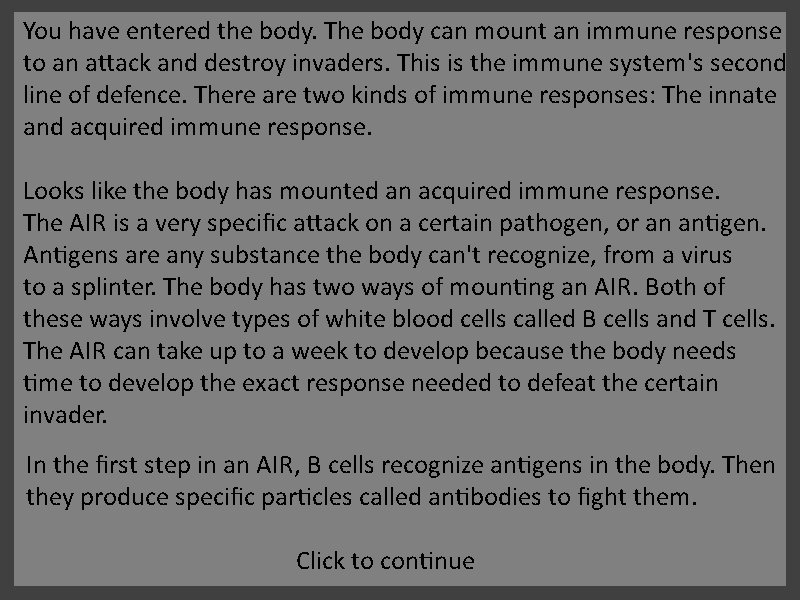 You have entered the body. The body can mount an immune response
to an attack and destroy invaders. This is the immune system's second
line of defence. There are two kinds of immune responses: The innate
and acquired immune response.
Looks like the body has mounted an acquired immune response.
The AIR is a very specific attack on a certain pathogen, or an antigen.
Antigens are any substance the body can't recognize, from a virus
to a splinter. The body has two ways of mounting an AIR. Both of
these ways involve types of white blood cells called B cells and T cells.
The AIR can take up to a week to develop because the body needs
time to develop the exact response needed to defeat the certain
invader.
In the first step in an AIR, B cells recognize antigens in the body. Then
they produce specific particles called antibodies to fight them.
Click to continue